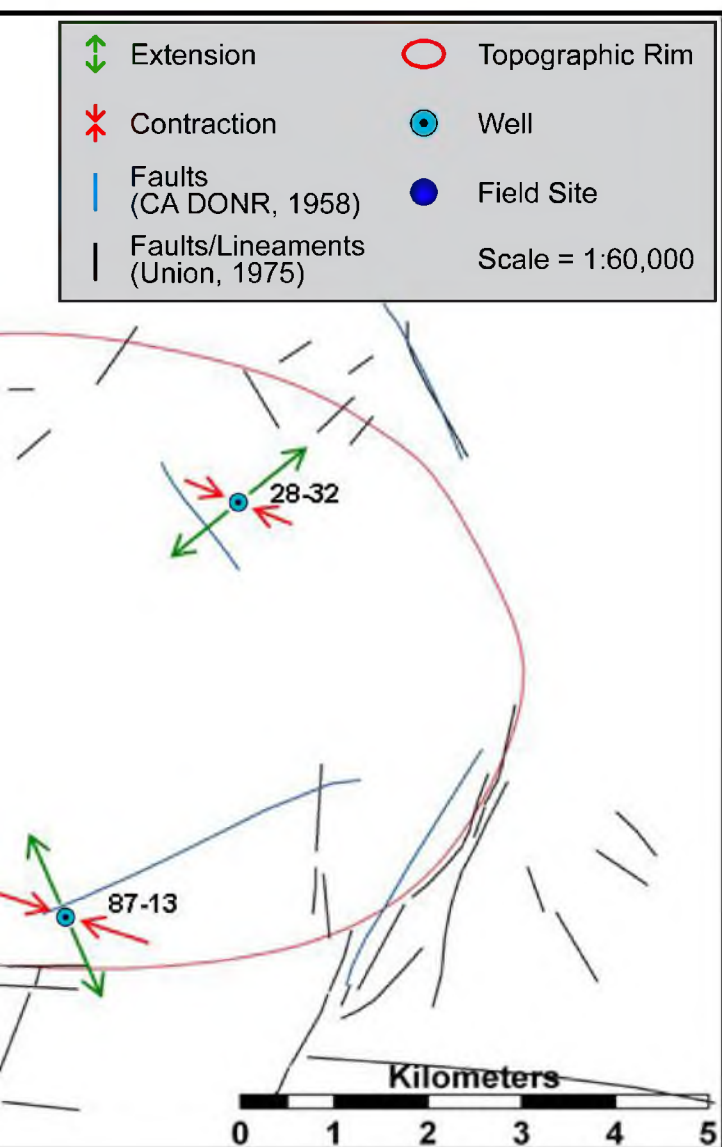 Extension
Topographic Rim
Contraction
Well
Faults
(CA DONR, 1958)
Field Site
Faults/Lineaments
(Union, 1975)
Scale = 1:60,000
28-32
87-13
Kilometers
0 1 2 3 4 5